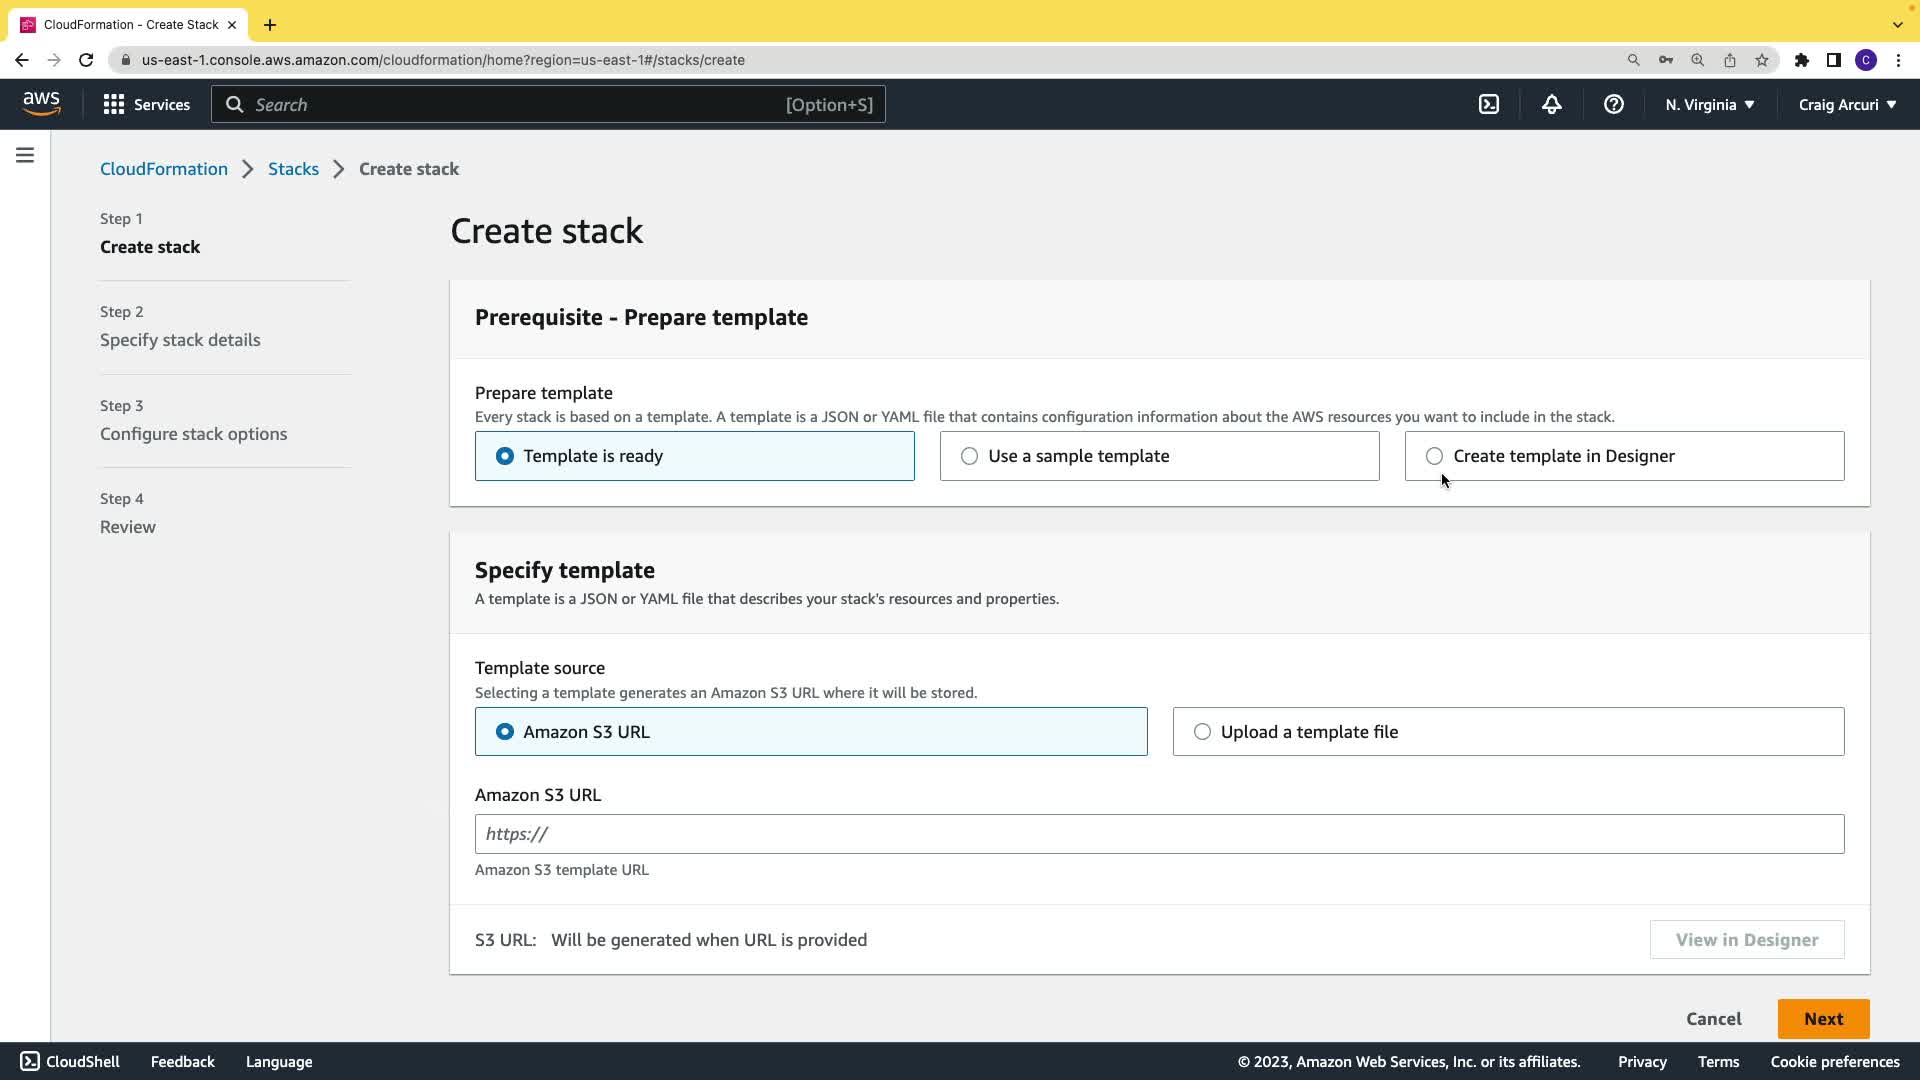 CloudFormation - Create Stack
us-east-1.console.aws.amazon.com/cloudformation/home?region=us-east-1#/stacks/create
C
aws
Services
Search
[Option+S]
N. Virginia
Craig Arcuri
CloudFormation
Stacks
Create stack
Step 1
Create stack
Step 2
Specify stack details
Step 3
Configure stack options
Step 4
Review
Create stack
Prerequisite - Prepare template
Prepare template
Every stack is based on a template. A template is a JSON or YAML file that contains configuration information about the AWS resources you want to include in the stack.
Template is ready
Use a sample template
Create template in Designer
Specify template
A template is a JSON or YAML file that describes your stack's resources and properties.
Template source
Selecting a template generates an Amazon S3 URL where it will be stored.
Amazon S3 URL
Upload a template file
Amazon S3 URL
https://
Amazon S3 template URL
S3 URL: Will be generated when URL is provided
View in Designer
Cancel
Next
CloudShell
Feedback
Language
© 2023, Amazon Web Services, Inc. or its affiliates.
Privacy
Terms
Cookie preferences